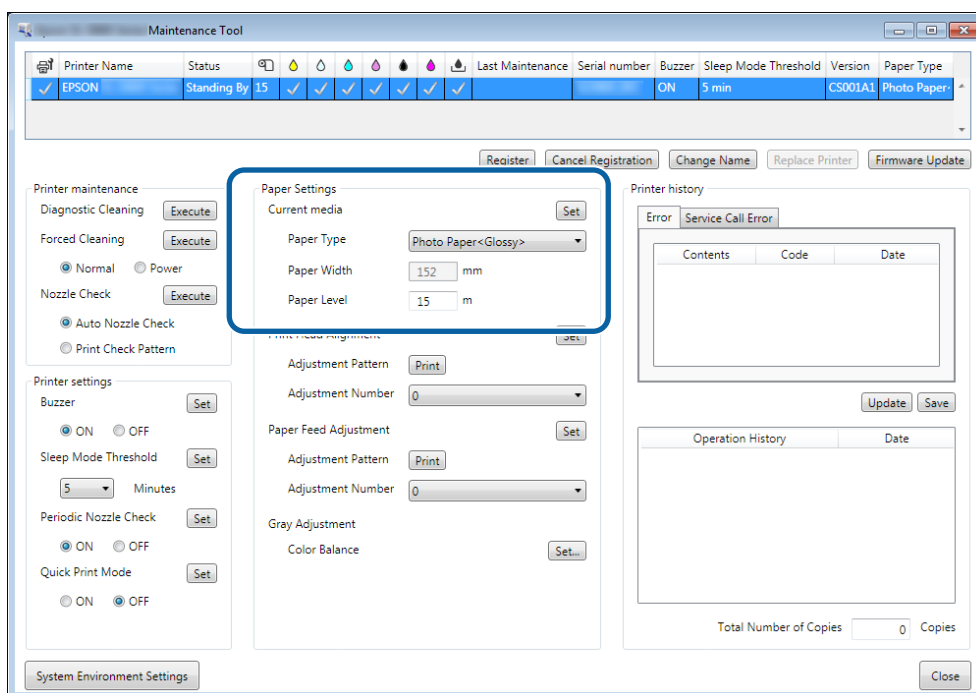 Maintenance Tool
Printer Name Status Last Maintenance Serial number Buzzer Sleep Mode Threshold Version Paper Type
EPSON Standing By 15 ON 5 min CS001A1 Photo Paper
Register Cancel Registration Change Name Replace Printer Firmware Update
Printer maintenance
Diagnostic Cleaning Execute
Forced Cleaning Execute
Normal Power
Nozzle Check Execute
Auto Nozzle Check
Print Check Pattern
Printer settings
Buzzer Set
ON OFF
Sleep Mode Threshold Set
5 Minutes
Periodic Nozzle Check Set
ON OFF
Quick Print Mode Set
ON OFF
Paper Settings
Current media Set
Paper Type Photo Paper<Glossy>
Paper Width 152 mm
Paper Level 15 m
Print Head Alignment Set
Adjustment Pattern Print
Adjustment Number 0
Paper Feed Adjustment Set
Adjustment Pattern Print
Adjustment Number 0
Gray Adjustment
Color Balance Set...
Printer history
Error Service Call Error
Contents Code Date
Update Save
Operation History Date
Total Number of Copies 0 Copies
System Environment Settings Close